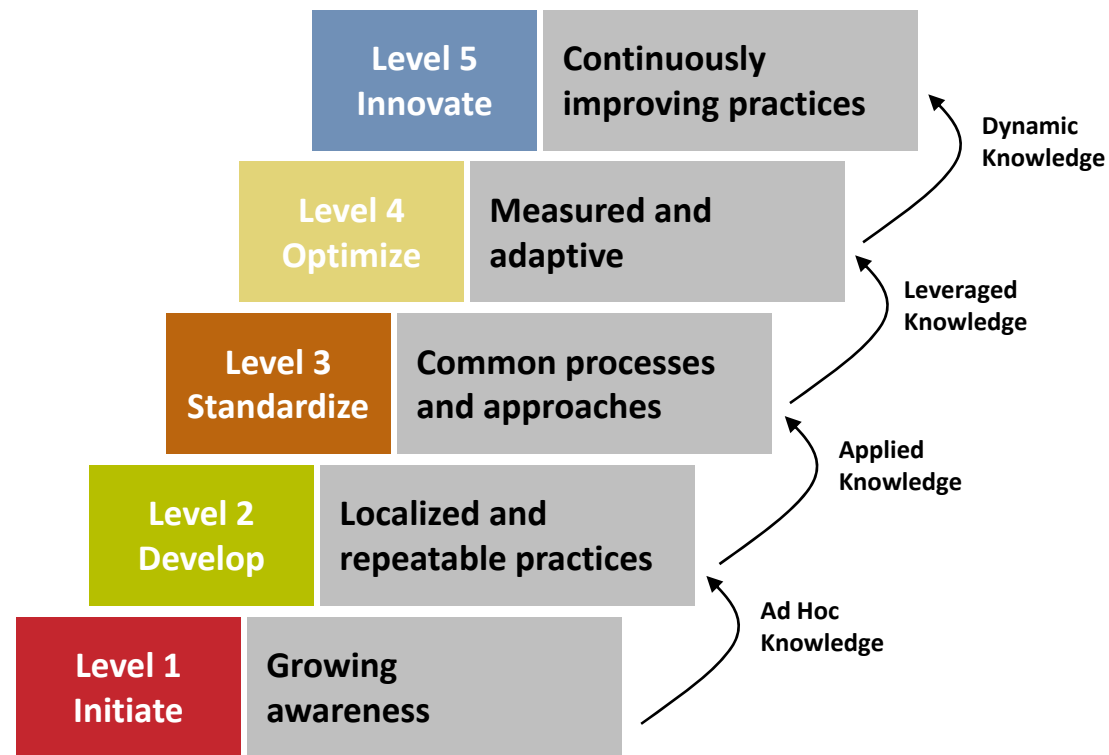 Level 5
Innovate
Continuously
improving practices
Dynamic
Knowledge
Level 4
Optimize
Measured and
adaptive
Leveraged
Knowledge
Level 3
Standardize
Common processes
and approaches
Applied
Knowledge
Level 2
Develop
Localized and
repeatable practices
Ad Hoc
Knowledge
Level 1
Initiate
Growing
awareness